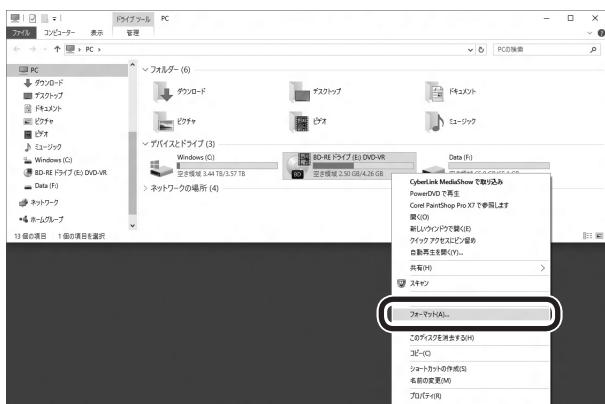 ドライブ ツール PC
ファイル コンピューター 表示 管理
PC
PCの検索
PC
ダウンロード
デスクトップ
ドキュメント
ピクチャ
ビデオ
ミュージック
Windows (C:)
BD-RE ドライブ (E:) DVD-VR
Data (F:)
ネットワーク
ホームグループ
フォルダー (6)
ダウンロード
デスクトップ
ドキュメント
ピクチャ
ビデオ
ミュージック
デバイスとドライブ (3)
Windows (C:)
空き領域 3.44 TB/3.57 TB
BD-RE ドライブ (E:) DVD-VR
BD
空き領域 2.50 GB/4.26 GB
Data (F:)
ネットワークの場所 (4)
CyberLink MediaShow で取り込み
PowerDVD で再生
Corel PaintShop Pro X7 で参照します
開く(O)
新しいウィンドウで開く(E)
クイック アクセスにピン留め
自動再生を開く(Y)...
共有(H)
スキャン
フォーマット(A)...
このディスクを消去する(H)
コピー(C)
ショートカットの作成(S)
名前の変更(M)
プロパティ(R)
13 個の項目 1 個の項目を選択